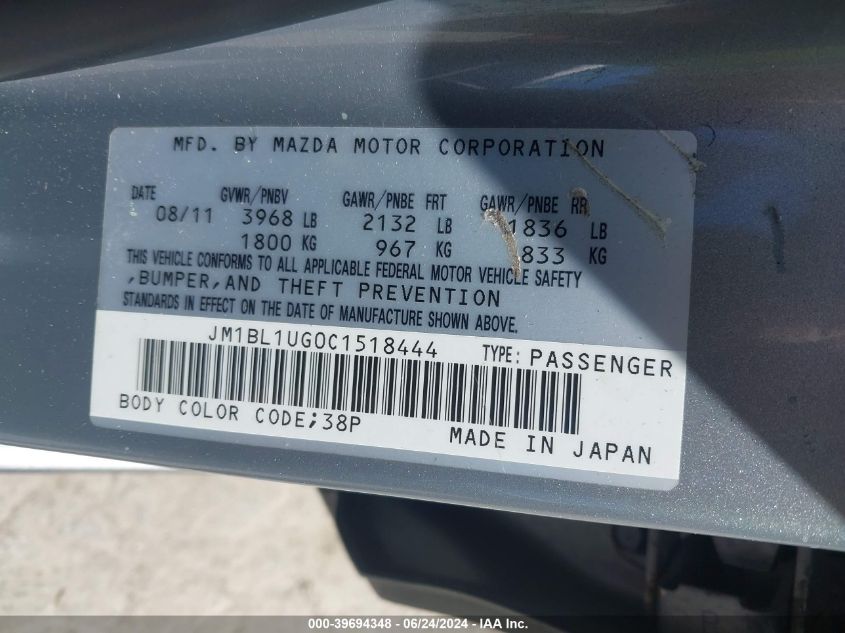 MFD. BY MAZDA MOTOR CORPORATION
DATE GVWR/PNBV GAWR/PNBE FRT GAWR/PNBE RR
08/11 3968 LB 2132 LB 1836 LB
1800 KG 967 KG 833 KG
THIS VEHICLE CONFORMS TO ALL APPLICABLE FEDERAL MOTOR VEHICLE SAFETY
,BUMPER,AND THEFT PREVENTION
STANDARDS IN EFFECT ON THE DATE OF MANUFACTURE SHOWN ABOVE.
JM1BL1UG0C1518444 TYPE: PASSENGER
BODY COLOR CODE;38P
MADE IN JAPAN
000-39694348 - 06/24/2024 - IAA Inc.